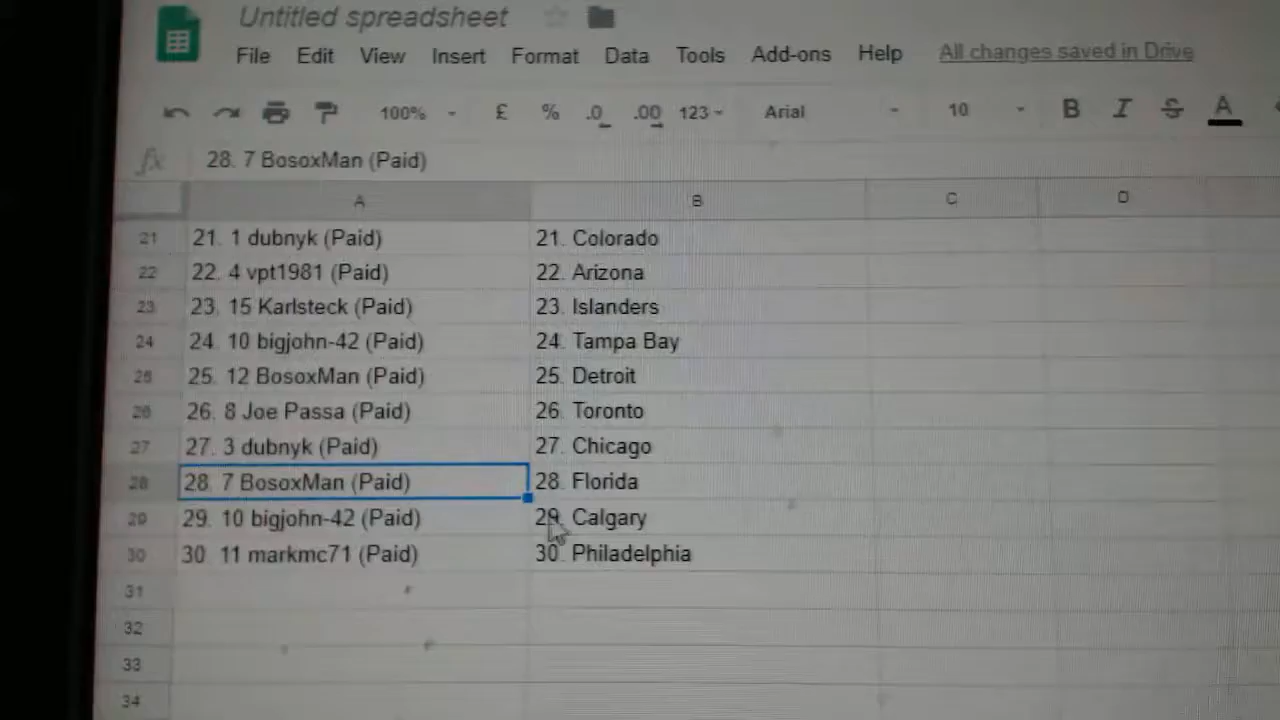 Untitled spreadsheet
File Edit View Insert Format Data Tools Add-ons Help All changes saved in Drive
100% £ % .0 .00 123 Arial 10 B I S A
fx 28. 7 BosoxMan (Paid)
A B C D
21 21. 1 dubnyk (Paid) 21. Colorado
22 22. 4 vpt1981 (Paid) 22. Arizona
23 23. 15 Karlsteck (Paid) 23. Islanders
24 24. 10 bigjohn-42 (Paid) 24. Tampa Bay
25 25. 12 BosoxMan (Paid) 25. Detroit
26 26. 8 Joe Passa (Paid) 26. Toronto
27 27. 3 dubnyk (Paid) 27. Chicago
28 28. 7 BosoxMan (Paid) 28. Florida
29 29. 10 bigjohn-42 (Paid) 29. Calgary
30 30. 11 markmc71 (Paid) 30. Philadelphia
31
32
33
34